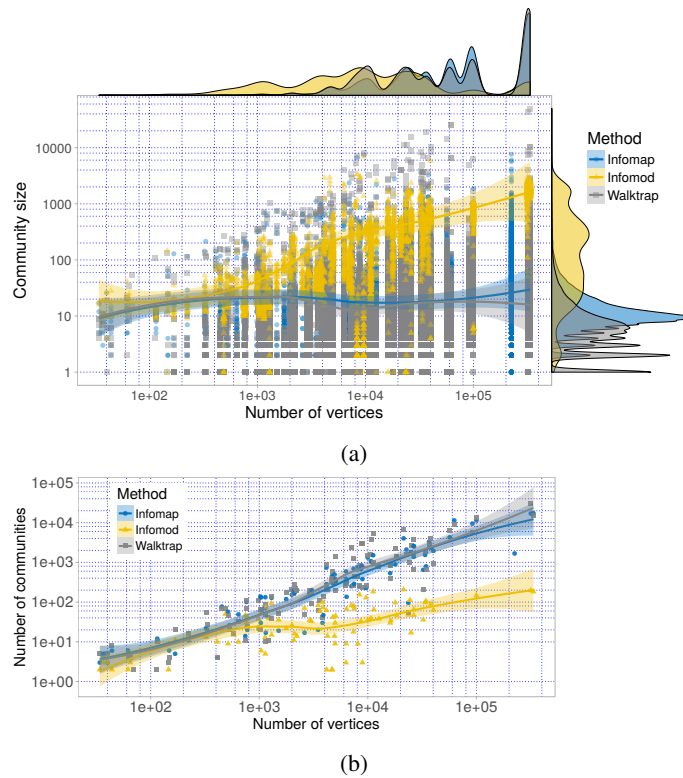 Community size
10000
1000
100
10
1
1e+02 1e+03 1e+04 1e+05
Number of vertices
Method
Infomap
Infomod
Walktrap
(a)
Number of communities
1e+05
1e+04
1e+03
1e+02
1e+01
1e+00
Method
Infomap
Infomod
Walktrap
1e+02 1e+03 1e+04 1e+05
Number of vertices
(b)